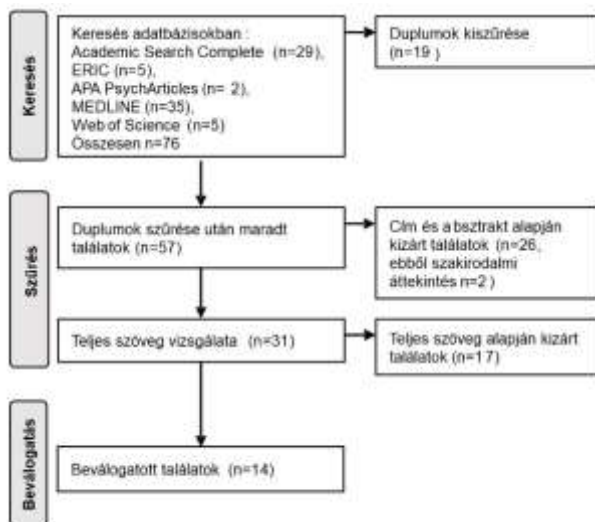 Keresés
Keresés adatbázisokban :
Academic Search Complete (n=29),
ERIC (n=5),
APA PsychArticles (n= 2),
MEDLINE (n=35),
Web of Science (n=5)
Összesen n=76
Duplumok kiszűrése
(n=19 )
Szűrés
Duplumok szűrése után maradt
találatok (n=57)
Cím és a bsztrakt alapján
kizárt találatok (n=26,
ebből szakirodalmi
áttekintés n=2 )
Teljes szöveg vizsgálata (n=31)
Teljes szöveg alapján kizárt
találatok (n=17)
Beválogatás
Beválogatott találatok (n=14)